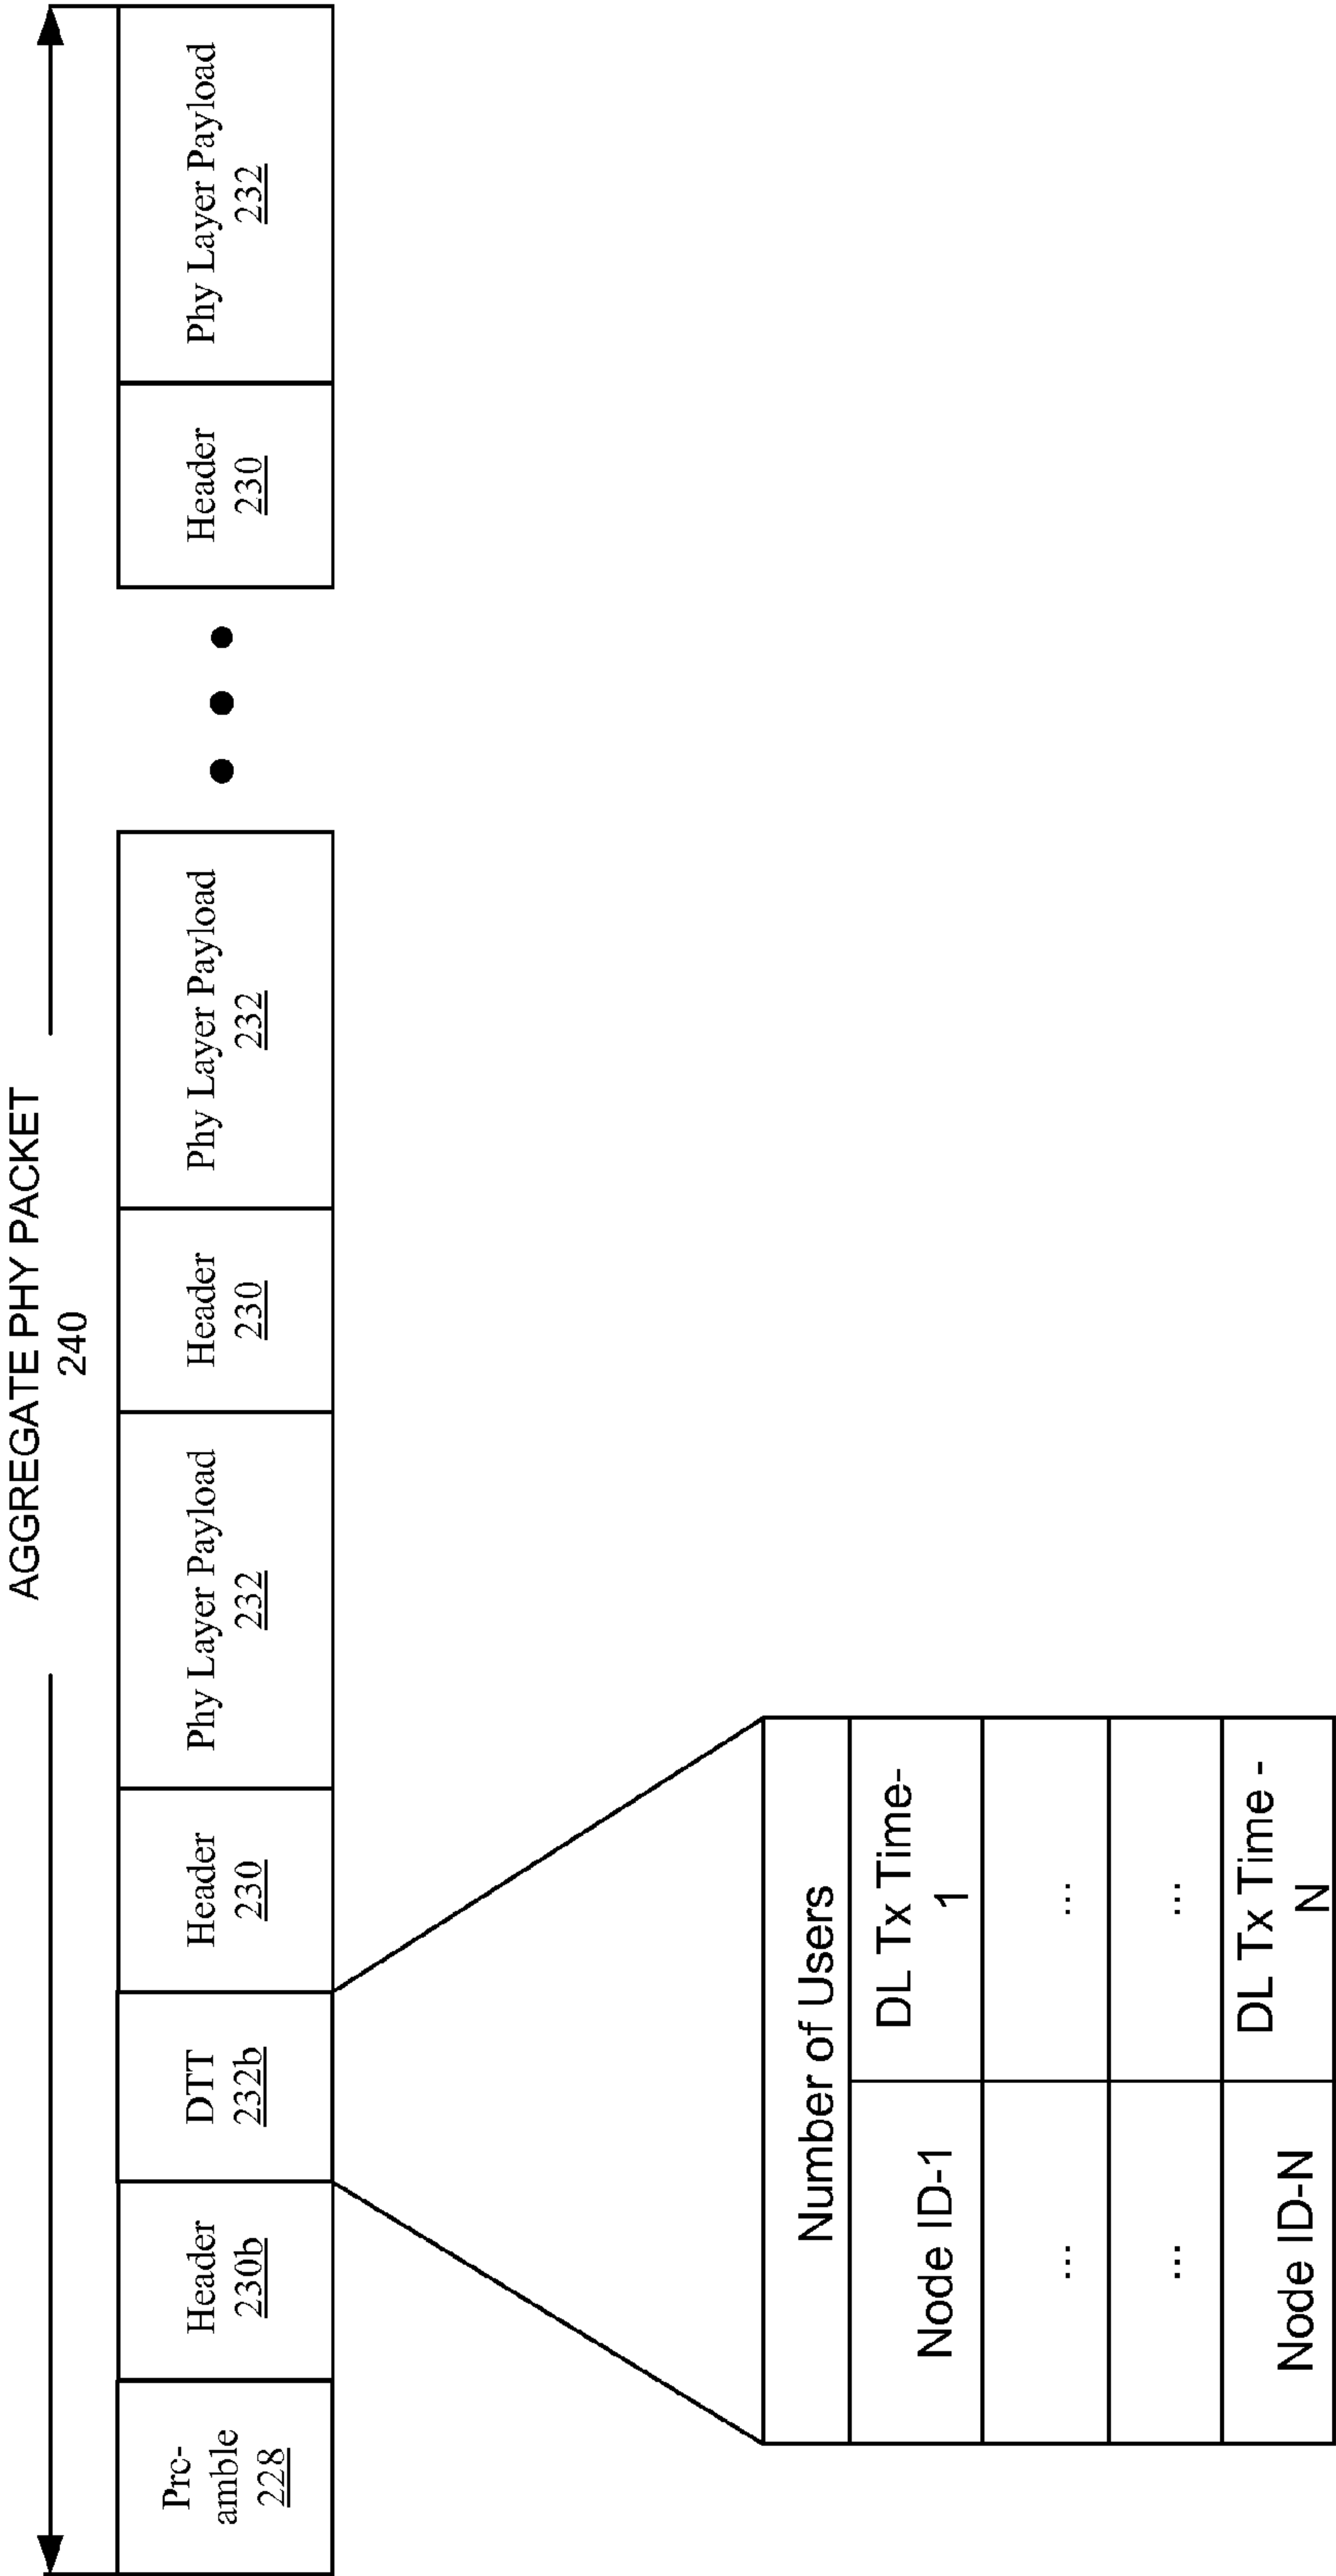 AGGREGATE PHY PACKET
240
Pre-
amble
228
Header
230b
DTT
232b
Header
230
Phy Layer Payload
232
Header
230
Phy Layer Payload
232
Header
230
Phy Layer Payload
232
Number of Users
Node ID-1
DL Tx Time-
1
...
...
...
...
Node ID-N
DL Tx Time -
N